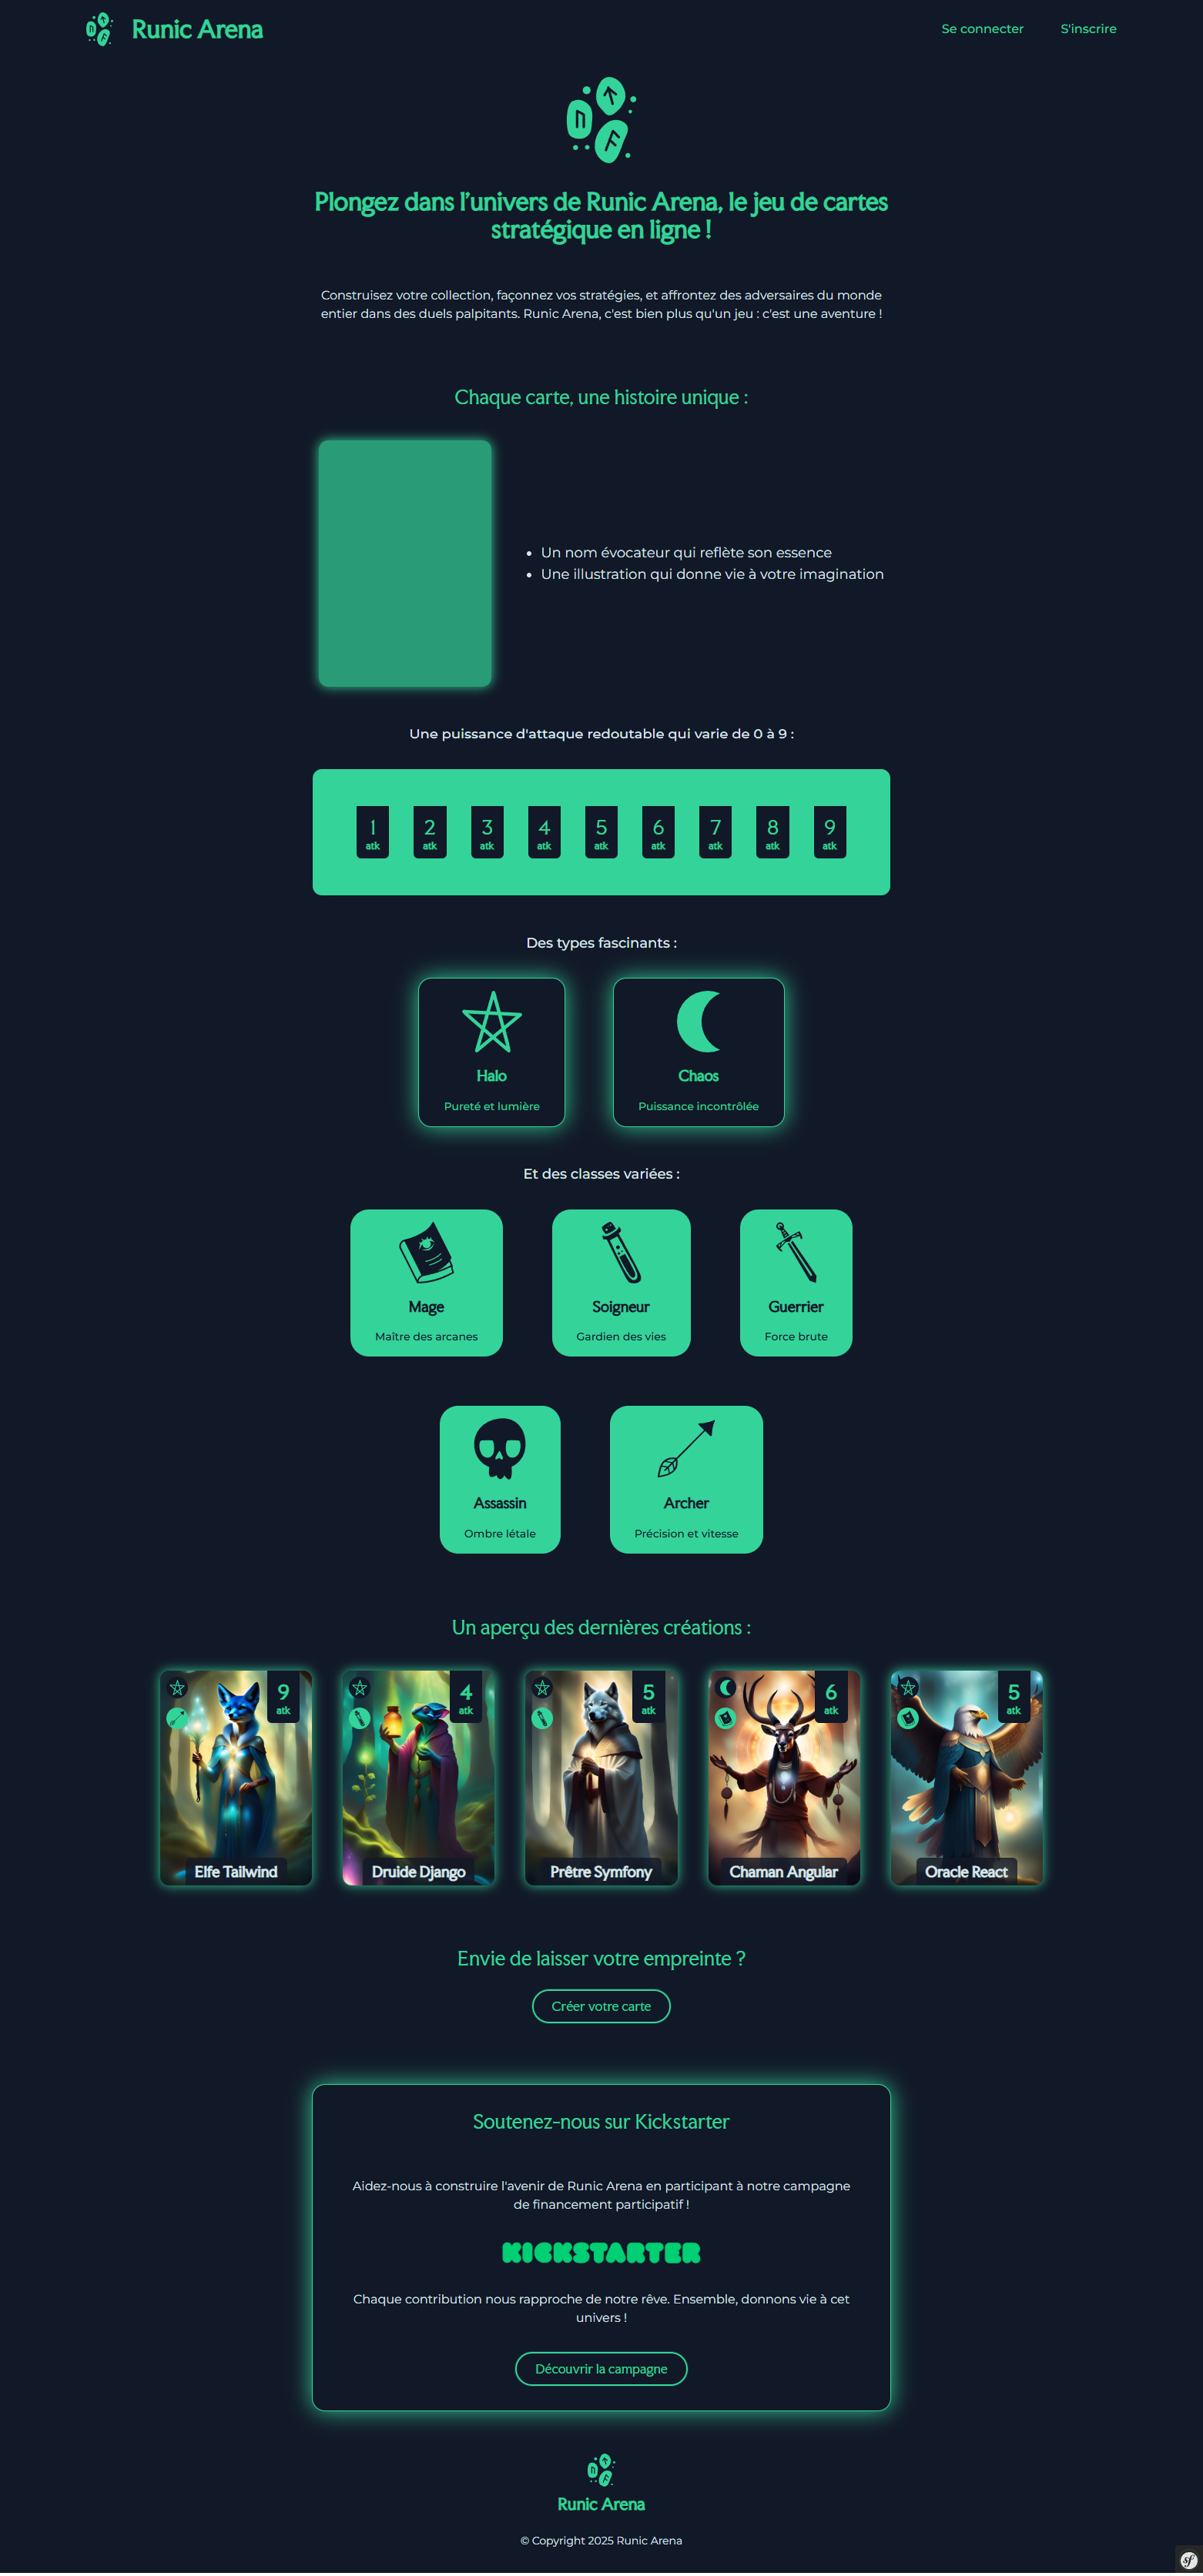 Runic Arena
Se connecter
S'inscrire
Plongez dans l'univers de Runic Arena, le jeu de cartes
stratégique en ligne !
Construisez votre collection, façonnez vos stratégies, et affrontez des adversaires du monde
entier dans des duels palpitants. Runic Arena, c'est bien plus qu'un jeu : c'est une aventure !
Chaque carte, une histoire unique :
• Un nom évocateur qui reflète son essence
• Une illustration qui donne vie à votre imagination
Une puissance d'attaque redoutable qui varie de 0 à 9 :
1 2 3 4 5 6 7 8 9
atk atk atk atk atk atk atk atk atk
Des types fascinants :
Halo
Pureté et lumière
Chaos
Puissance incontrôlée
Et des classes variées :
Mage
Maître des arcanes
Soigneur
Gardien des vies
Guerrier
Force brute
Assassin
Ombre létale
Archer
Précision et vitesse
Un aperçu des dernières créations :
9
atk
Elfe Tailwind
4
atk
Druide Django
5
atk
Prêtre Symfony
6
atk
Chaman Angular
5
atk
Oracle React
Envie de laisser votre empreinte ?
Créer votre carte
Soutenez-nous sur Kickstarter
Aidez-nous à construire l'avenir de Runic Arena en participant à notre campagne
de financement participatif !
KICKSTARTER
Chaque contribution nous rapproche de notre rêve. Ensemble, donnons vie à cet
univers !
Découvrir la campagne
Runic Arena
© Copyright 2025 Runic Arena
sf